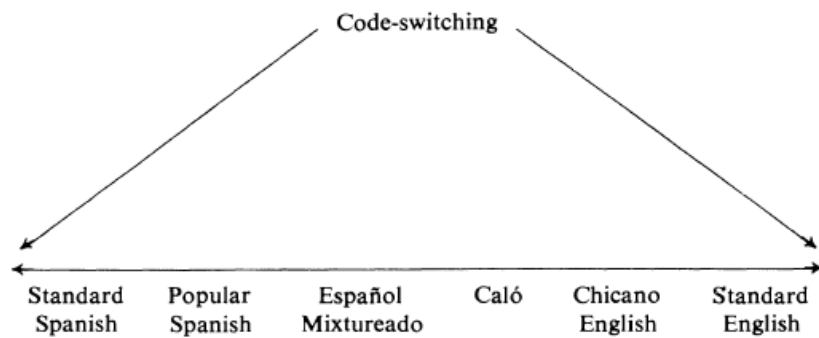 Code-switching
Standard Popular Español Caló Chicano Standard
Spanish Spanish Mixtureado English English